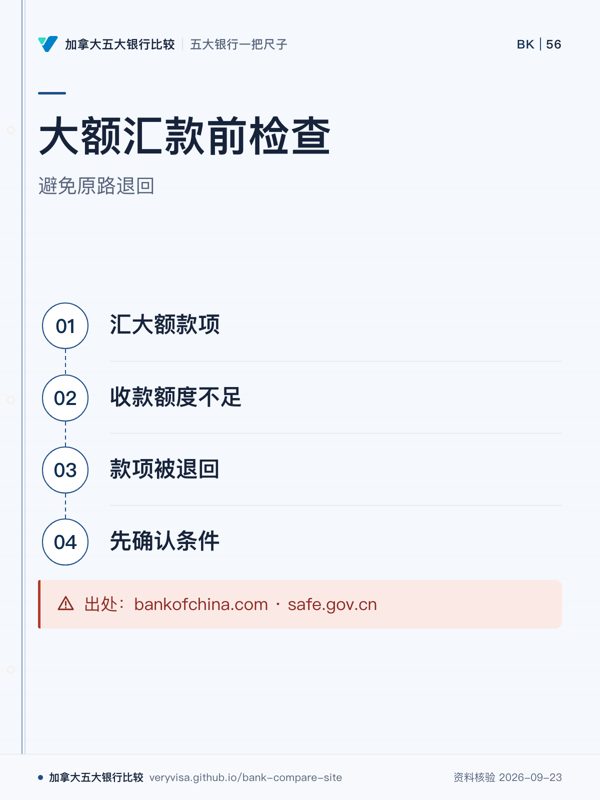 加拿大五大银行比较 | 五大银行一把尺子
BK | 56
大额汇款前检查
避免原路退回
01 汇大额款项
02 收款额度不足
03 款项被退回
04 先确认条件
出处：bankofchina.com · safe.gov.cn
加拿大五大银行比较 veryvisa.github.io/bank-compare-site
资料核验 2026-09-23